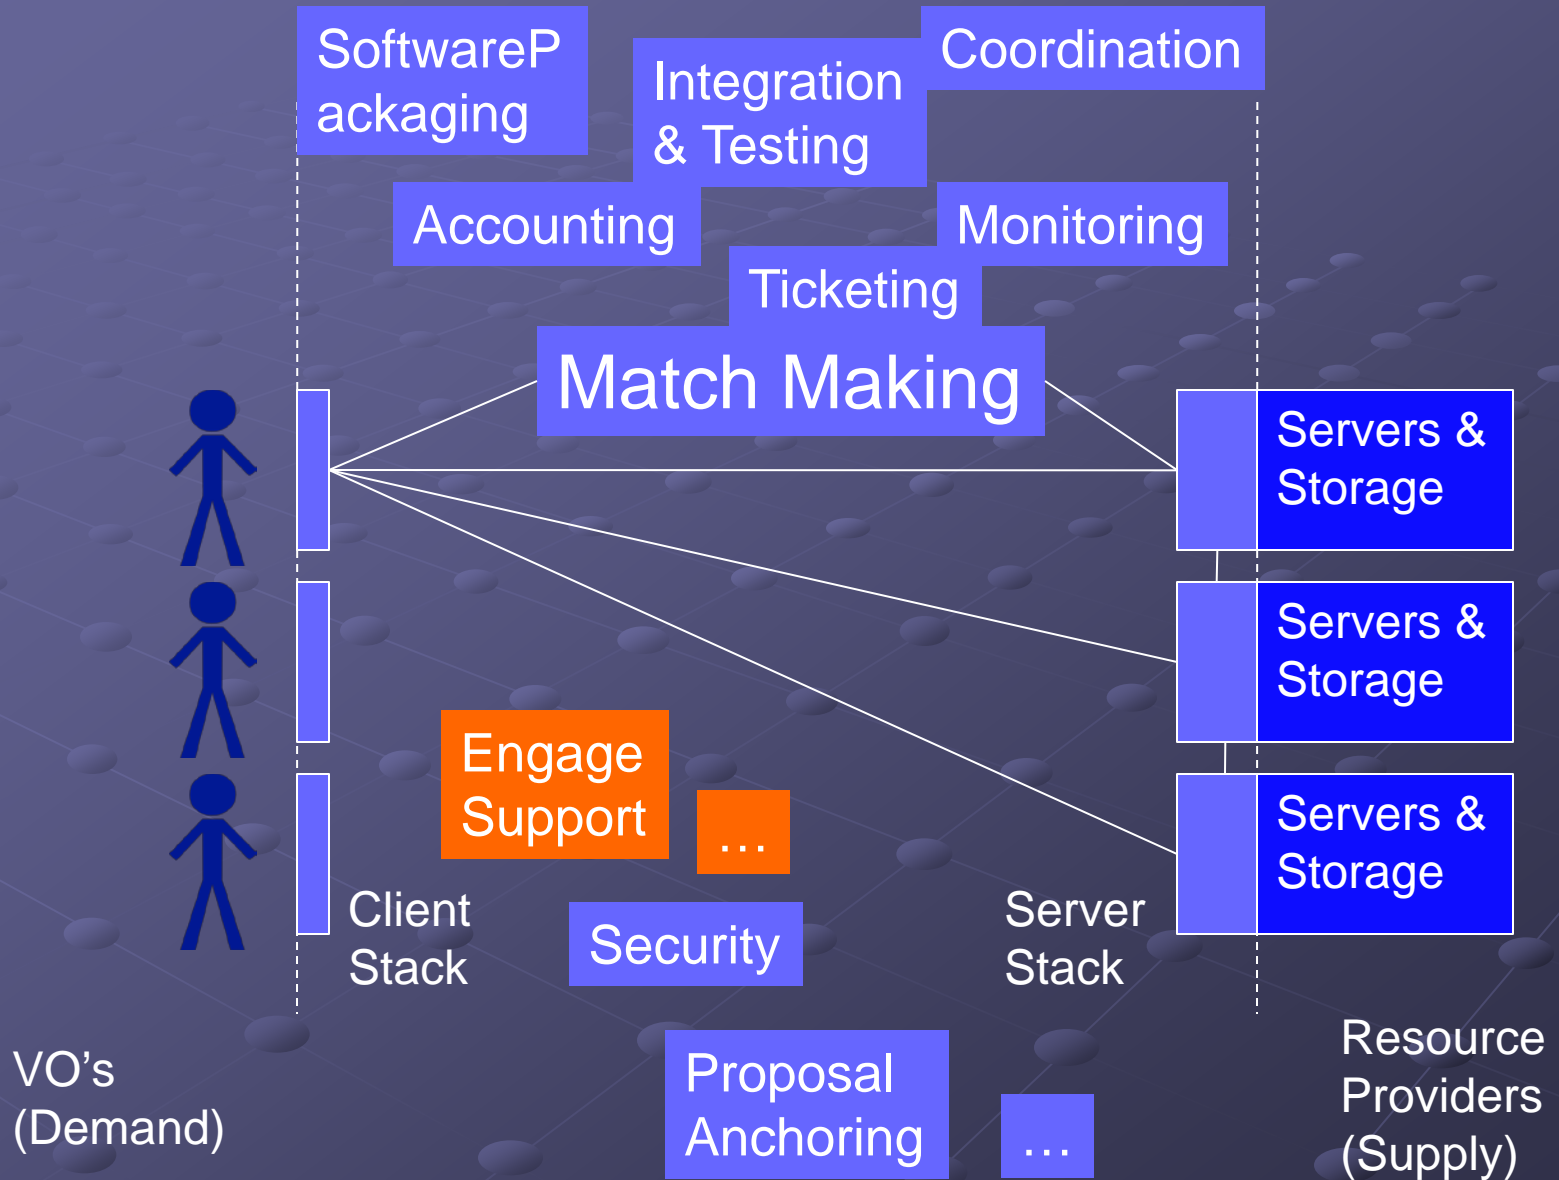 SoftwareP
ackaging
Integration
& Testing
Coordination
Accounting
Monitoring
Ticketing
Match Making
Servers &
Storage
Servers &
Storage
Engage
Support
…
Servers &
Storage
Client
Stack
Security
Server
Stack
VO’s
(Demand)
Proposal
Anchoring
…
Resource
Providers
(Supply)